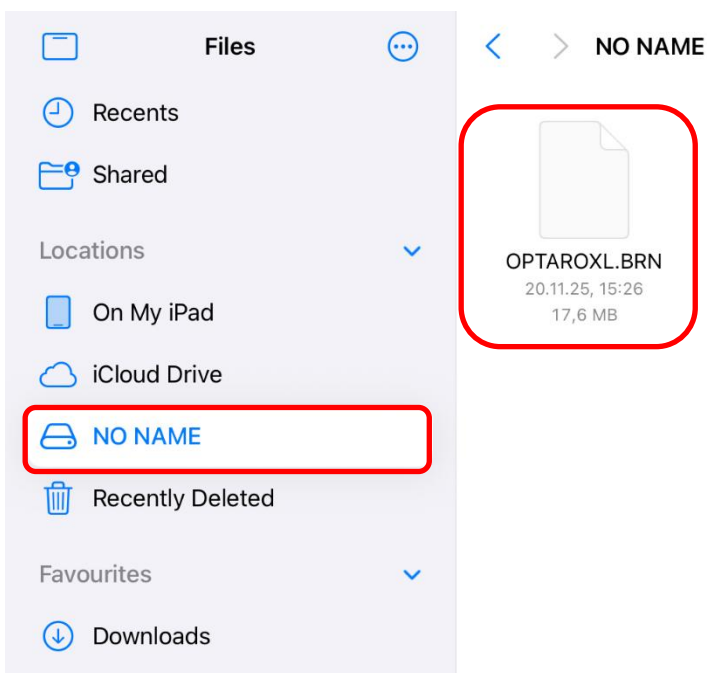 Files
Recents
Shared
Locations
On My iPad
iCloud Drive
NO NAME
Recently Deleted
Favourites
Downloads
NO NAME
OPTAROXL.BRN
20.11.25, 15:26
17,6 MB